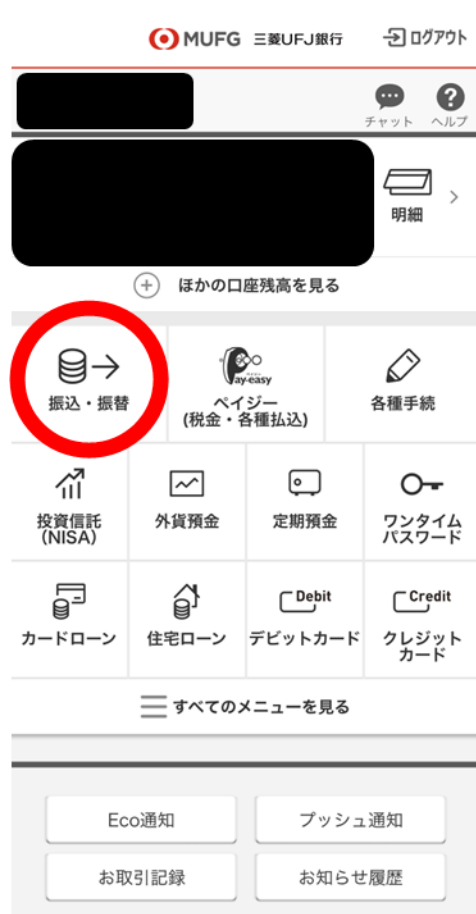 MUFG 三菱UFJ銀行 ログアウト
チャット ヘルプ
明細
ほかの口座残高を見る
振込・振替
ペイジー
Pay-easy
ペイジー
(税金・各種払込)
各種手続
投資信託
(NISA)
外貨預金
定期預金
ワンタイム
パスワード
カードローン
住宅ローン
Debit
デビットカード
Credit
クレジット
カード
すべてのメニューを見る
Eco通知
プッシュ通知
お取引記録
お知らせ履歴